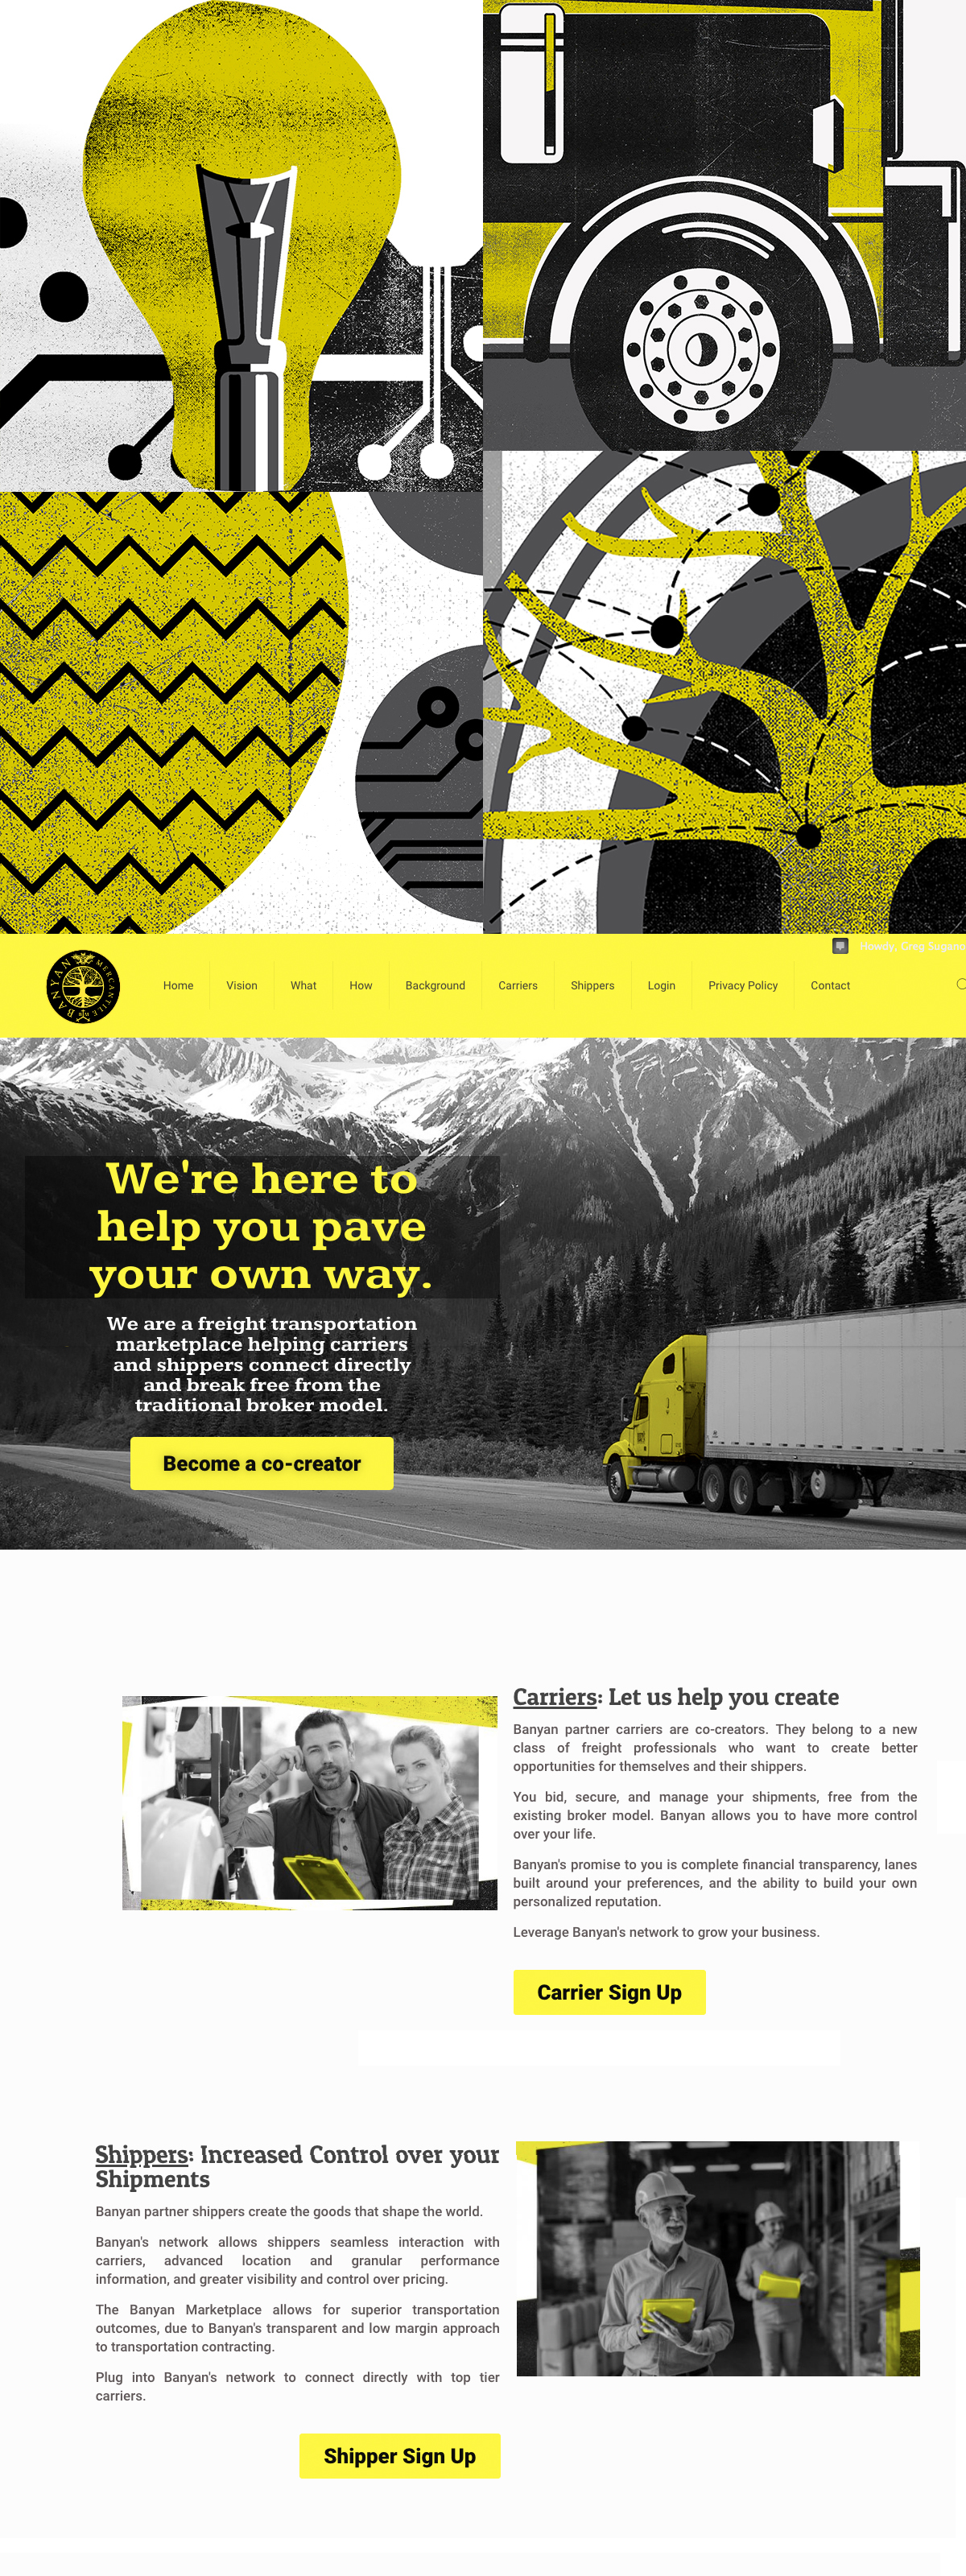 Howdy, Greg Sugano
BANYAN MERCANTILE
Home
Vision
What
How
Background
Carriers
Shippers
Login
Privacy Policy
Contact
We're here to
help you pave
your own way.
We are a freight transportation
marketplace helping carriers
and shippers connect directly
and break free from the
traditional broker model.
Become a co-creator
Carriers: Let us help you create
Banyan partner carriers are co-creators. They belong to a new
class of freight professionals who want to create better
opportunities for themselves and their shippers.
You bid, secure, and manage your shipments, free from the
existing broker model. Banyan allows you to have more control
over your life.
Banyan's promise to you is complete financial transparency, lanes
built around your preferences, and the ability to build your own
personalized reputation.
Leverage Banyan's network to grow your business.
Carrier Sign Up
Shippers: Increased Control over your
Shipments
Banyan partner shippers create the goods that shape the world.
Banyan's network allows shippers seamless interaction with
carriers, advanced location and granular performance
information, and greater visibility and control over pricing.
The Banyan Marketplace allows for superior transportation
outcomes, due to Banyan's transparent and low margin approach
to transportation contracting.
Plug into Banyan's network to connect directly with top tier
carriers.
Shipper Sign Up